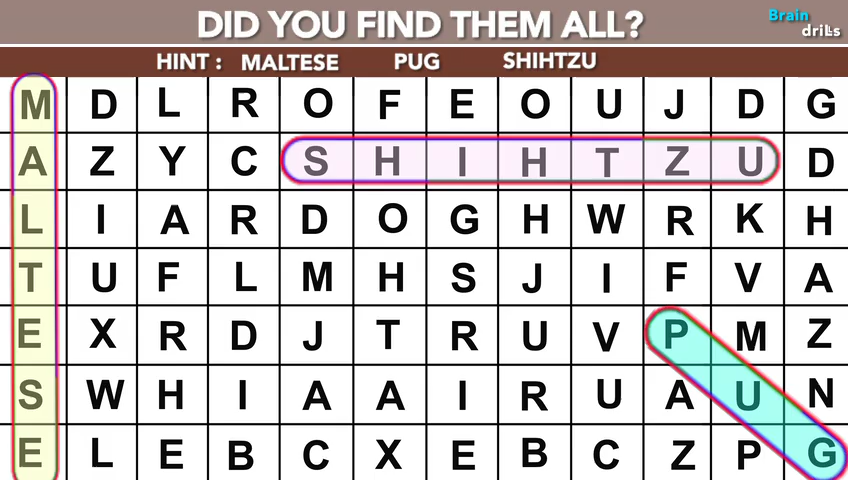 DID YOU FIND THEM ALL?
Brain
drills
HINT : MALTESE PUG SHIHTZU
M D L R O F E O U J D G
A Z Y C S H I H T Z U D
L I A R D O G H W R K H
T U F L M H S J I F V A
E X R D J T R U V P M Z
S W H I A A I R U A U N
E L E B C X E B C Z P G